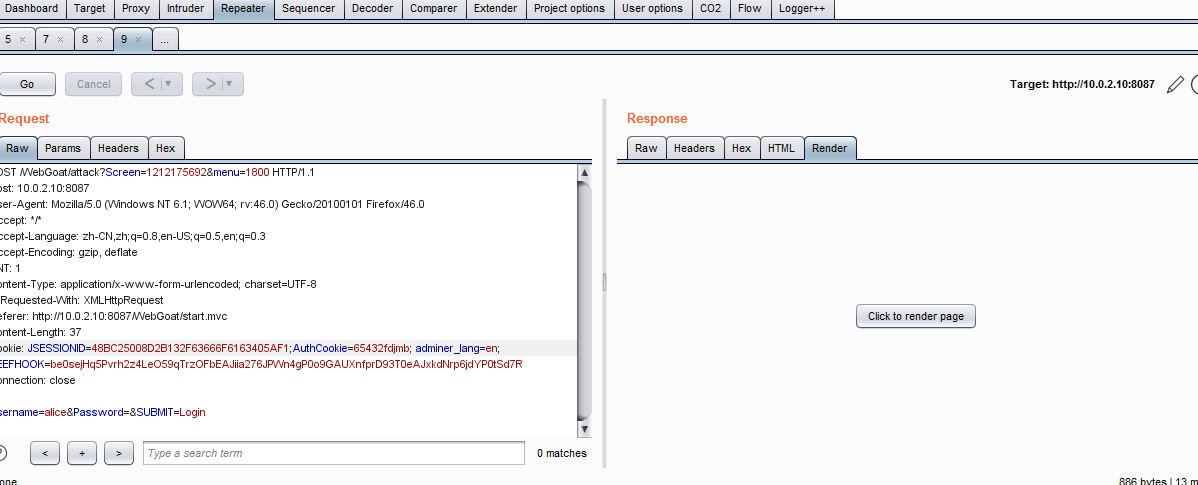 Dashboard Target Proxy Intruder Repeater Sequencer Decoder Comparer Extender Project options User options CO2 Flow Logger++
5 × 7 × 8 × 9 × ...
Go Cancel < ▼ > ▼ Target: http://10.0.2.10:8087
Request
Raw Params Headers Hex
OST /WebGoat/attack?Screen=1212175692&menu=1800 HTTP/1.1
ost: 10.0.2.10:8087
ser-Agent: Mozilla/5.0 (Windows NT 6.1; WOW64; rv:46.0) Gecko/20100101 Firefox/46.0
ccept: */*
ccept-Language: zh-CN,zh;q=0.8,en-US;q=0.5,en;q=0.3
ccept-Encoding: gzip, deflate
NT: 1
ontent-Type: application/x-www-form-urlencoded; charset=UTF-8
-Requested-With: XMLHttpRequest
eferer: http://10.0.2.10:8087/WebGoat/start.mvc
ontent-Length: 37
ookie: JSESSIONID=48BC25008D2B132F63666F6163405AF1;AuthCookie=65432fdjmb; adminer_lang=en;
EEFHOOK=be0sejHq5Pvrh2z4LeO59qTrzOFbEAJiia276JPWn4gP0o9GAUXnfprD93T0eAJxkdNrp6jdYP0tSd7R
onnection: close
sername=alice&Password=&SUBMIT=Login
? < + > Type a search term 0 matches
one
Response
Raw Headers Hex HTML Render
Click to render page
886 bytes | 13 m